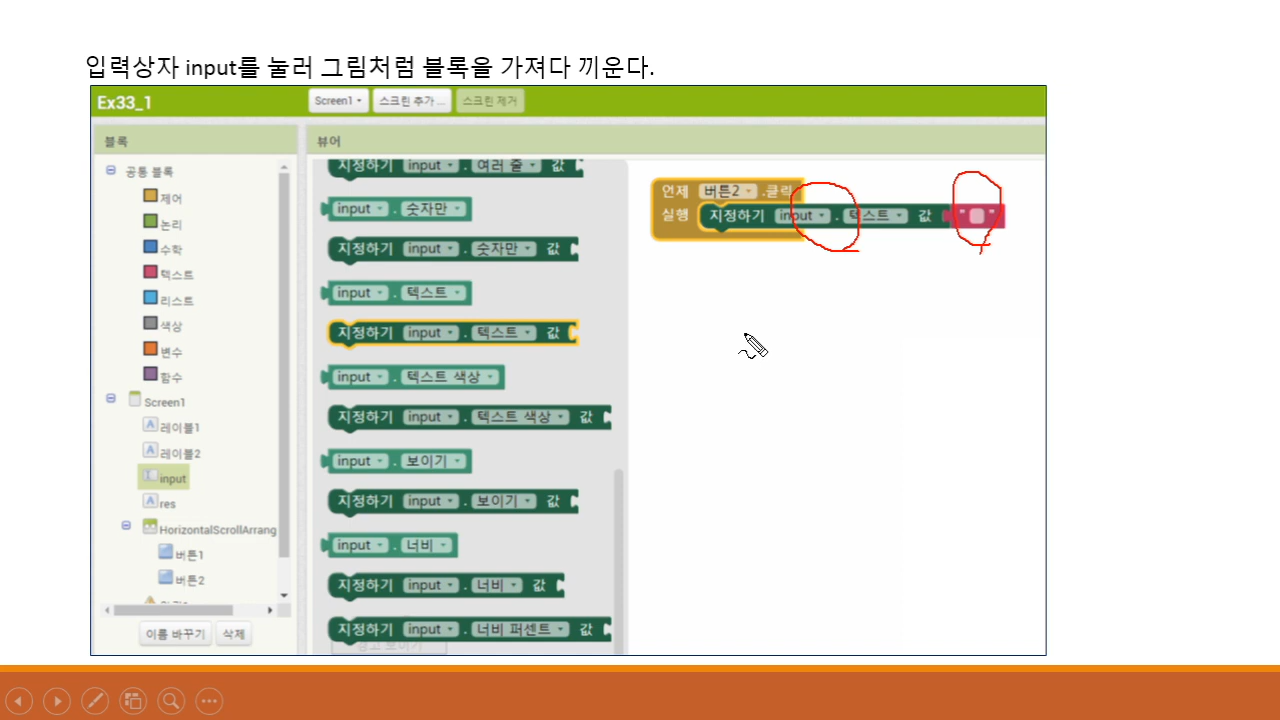 입력상자 input를 눌러 그림처럼 블록을 가져다 끼운다.
Ex33_1
Screen1
스크린 추가 ...
스크린 제거
블록
뷰어
공통 블록
제어
논리
수학
텍스트
리스트
색상
변수
함수
Screen1
레이블1
레이블2
input
res
HorizontalScrollArrang
버튼1
버튼2
이름 바꾸기
삭제
지정하기 input . 여러 줄 값
input . 숫자만
지정하기 input . 숫자만 값
input . 텍스트
지정하기 input . 텍스트 값
input . 텍스트 색상
지정하기 input . 텍스트 색상 값
input . 보이기
지정하기 input . 보이기 값
input . 너비
지정하기 input . 너비 값
지정하기 input . 너비 퍼센트 값
경고 보이기
언제 버튼2 .클릭
실행 지정하기 input . 텍스트 값 " "